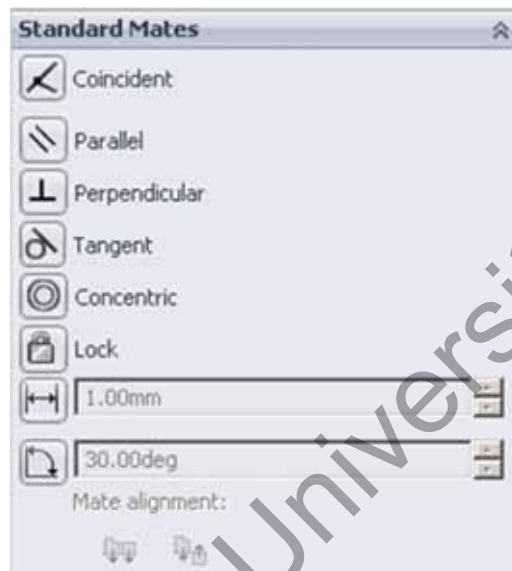 Standard Mates
Coincident
Parallel
Perpendicular
Tangent
Concentric
Lock
1.00mm
30.00deg
Mate alignment: